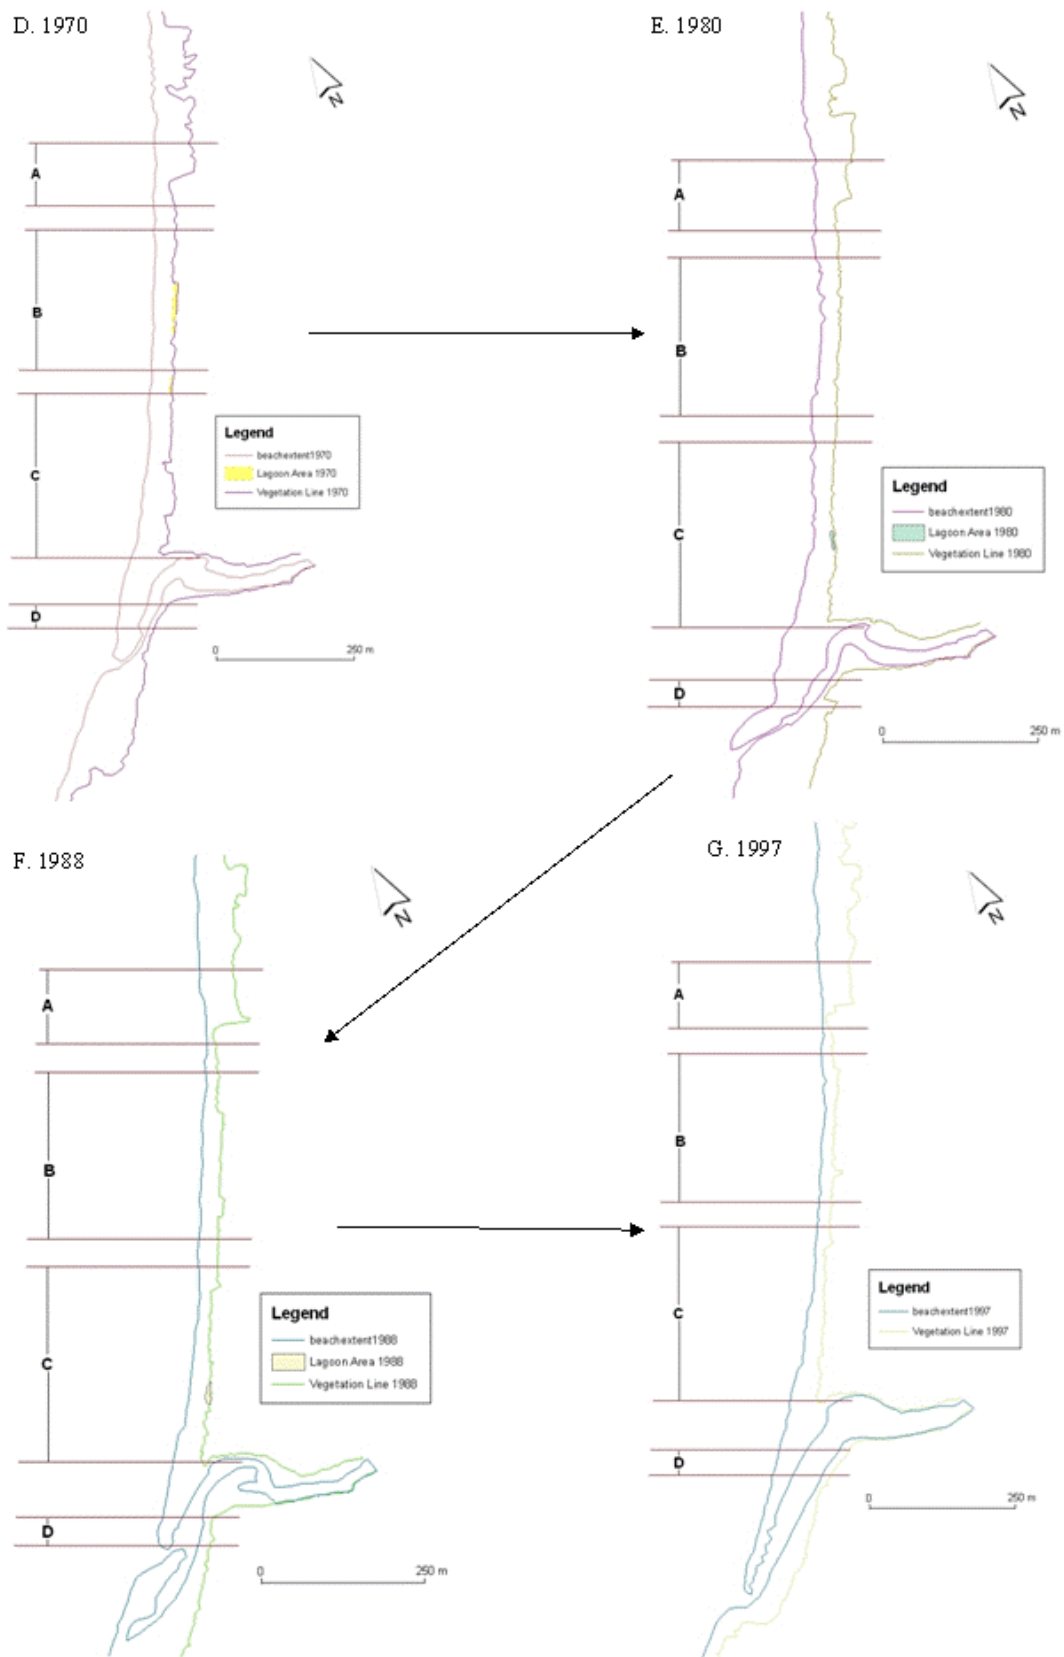 D. 1970
N
A
B
C
D
Legend
beachextent1970
Lagoon Area 1970
Vegetation Line 1970
0 250 m
E. 1980
N
A
B
C
D
Legend
beachextent1980
Lagoon Area 1980
Vegetation Line 1980
0 250 m
F. 1988
N
A
B
C
D
Legend
beachextent1988
Lagoon Area 1988
Vegetation Line 1988
0 250 m
G. 1997
N
A
B
C
D
Legend
beachextent1997
Vegetation Line 1997
0 250 m